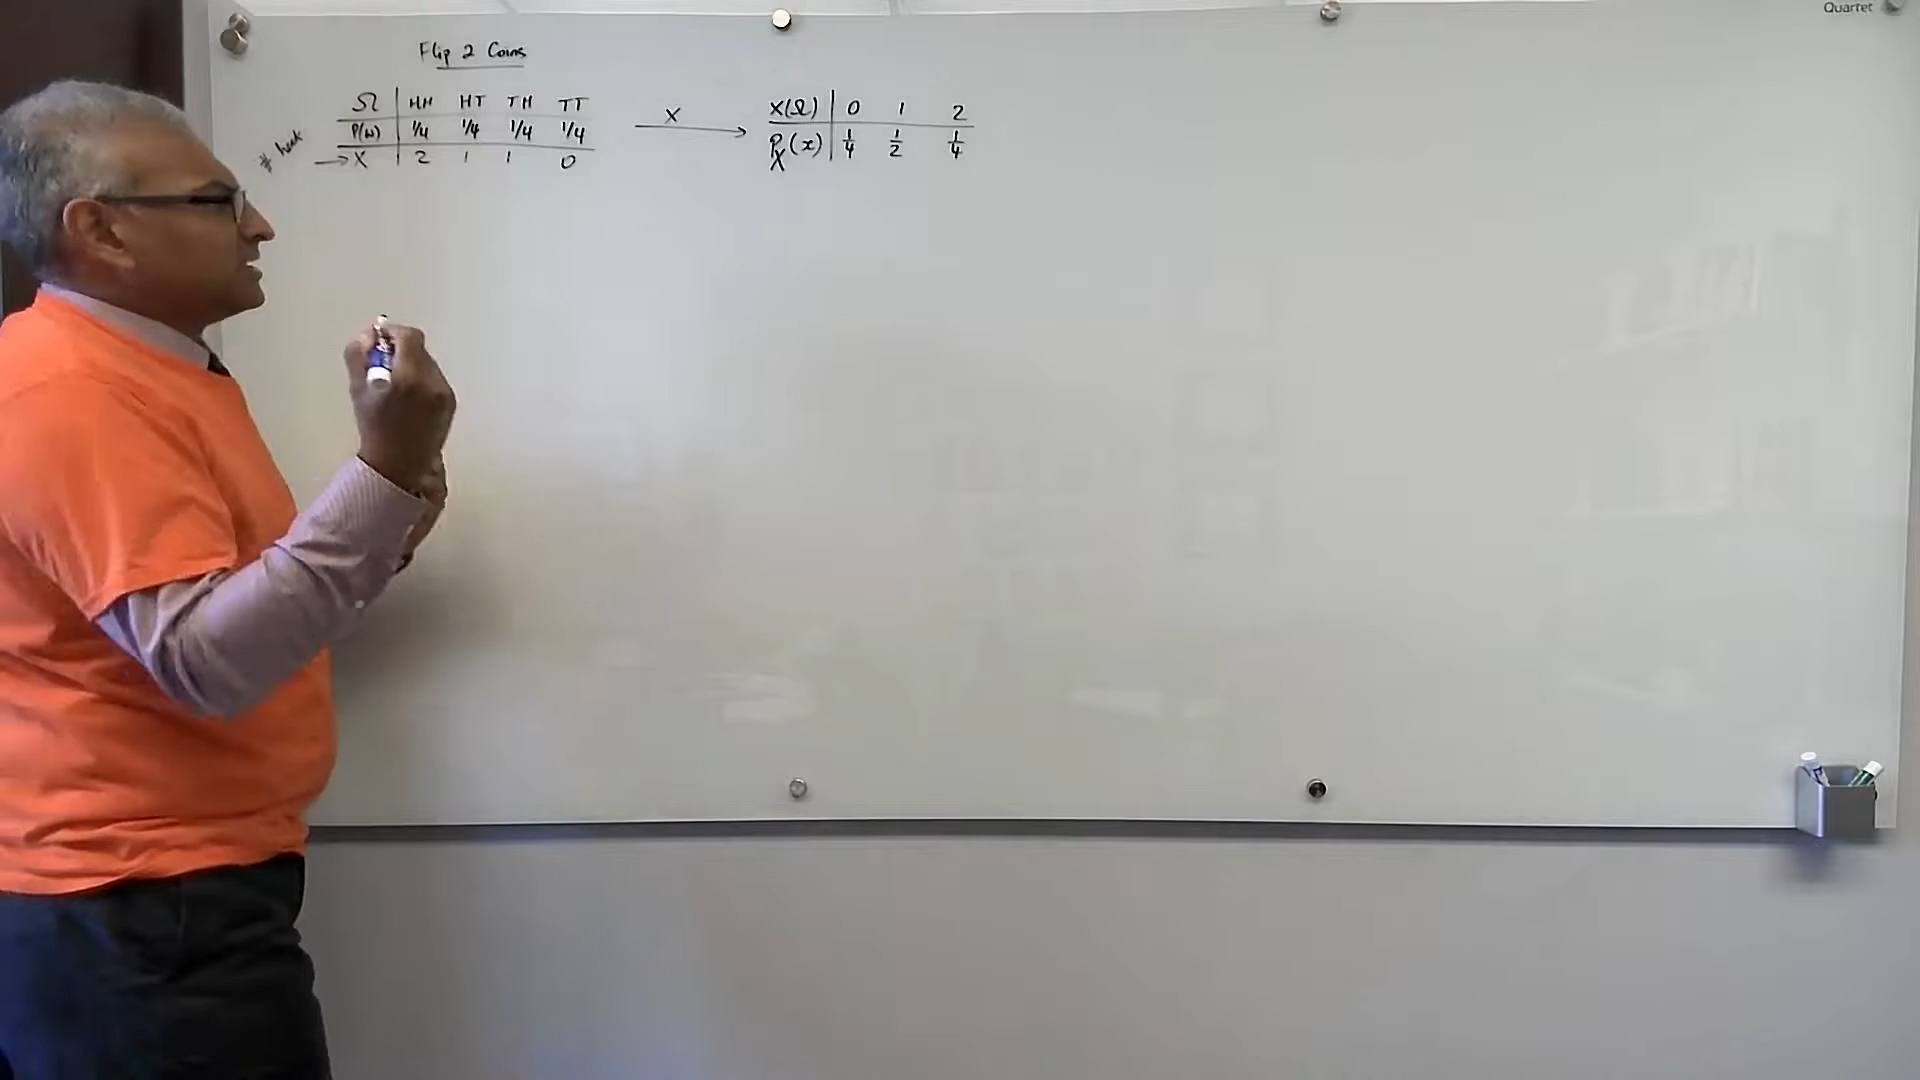 Quartet
Flip 2 Coins
Ω HH HT TH TT
P(ω) 1/4 1/4 1/4 1/4
# heads → X 2 1 1 0
X →
X(Ω) 0 1 2
P_X(x) 1/4 1/2 1/4